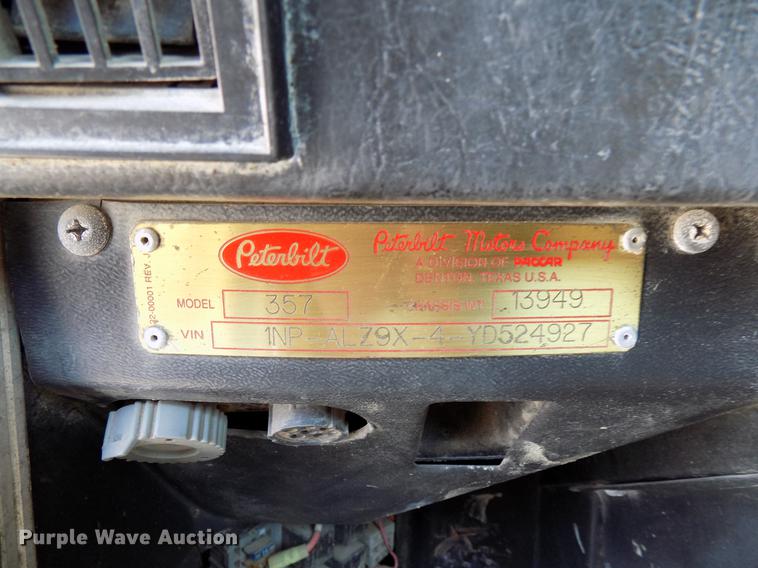 Peterbilt
Peterbilt Motors Company
A DIVISION OF PACCAR
DENTON, TEXAS U.S.A.
MODEL 357 CHASSIS WT. 13949
VIN 1NP-ALZ9X-4-YD524927
Purple Wave Auction